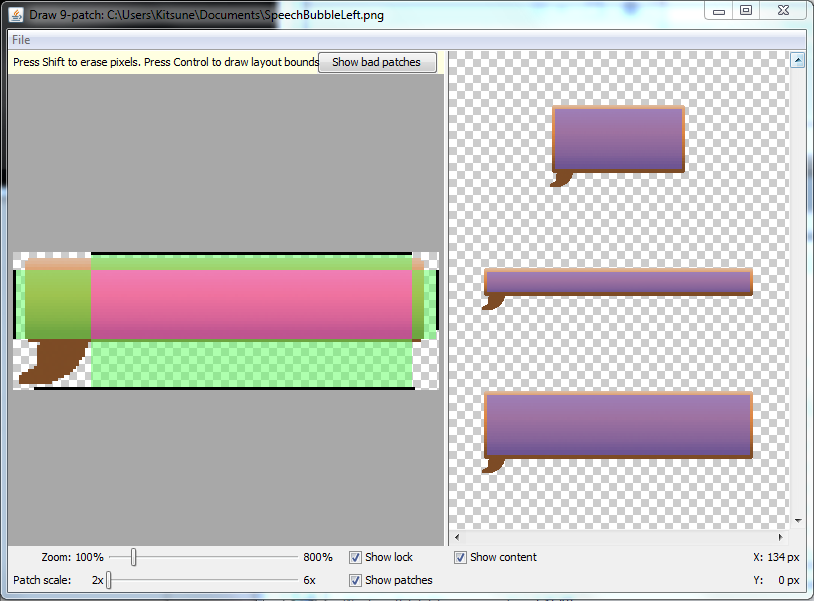 Draw 9-patch: C:\Users\Kitsune\Documents\SpeechBubbleLeft.png
File
Press Shift to erase pixels. Press Control to draw layout bounds
Show bad patches
Zoom: 100% 800% Show lock Show content X: 134 px
Patch scale: 2x 6x Show patches Y: 0 px